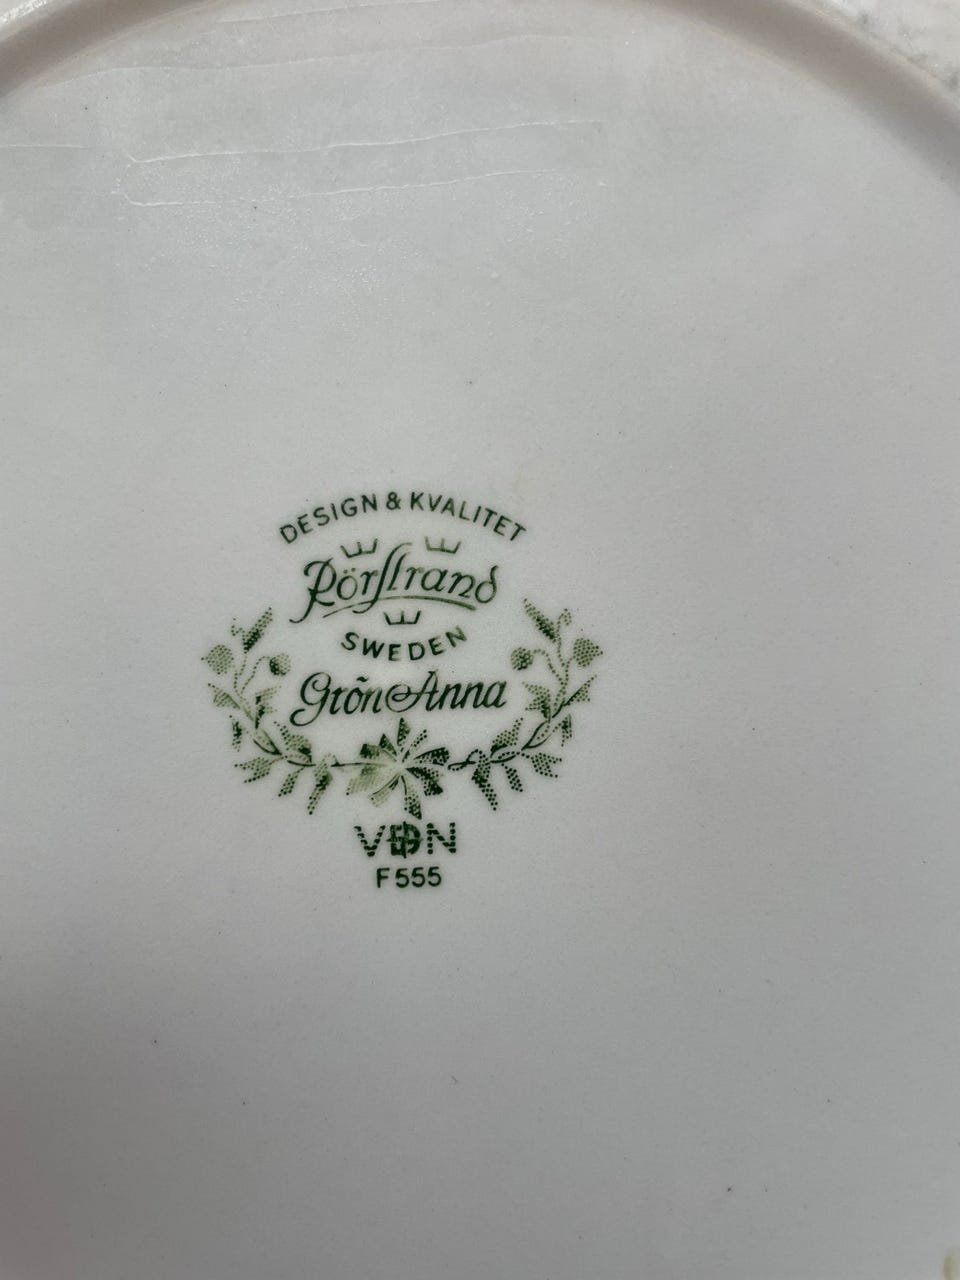 DESIGN & KVALITET
Rörstrand
SWEDEN
Grön Anna
VDN
F555